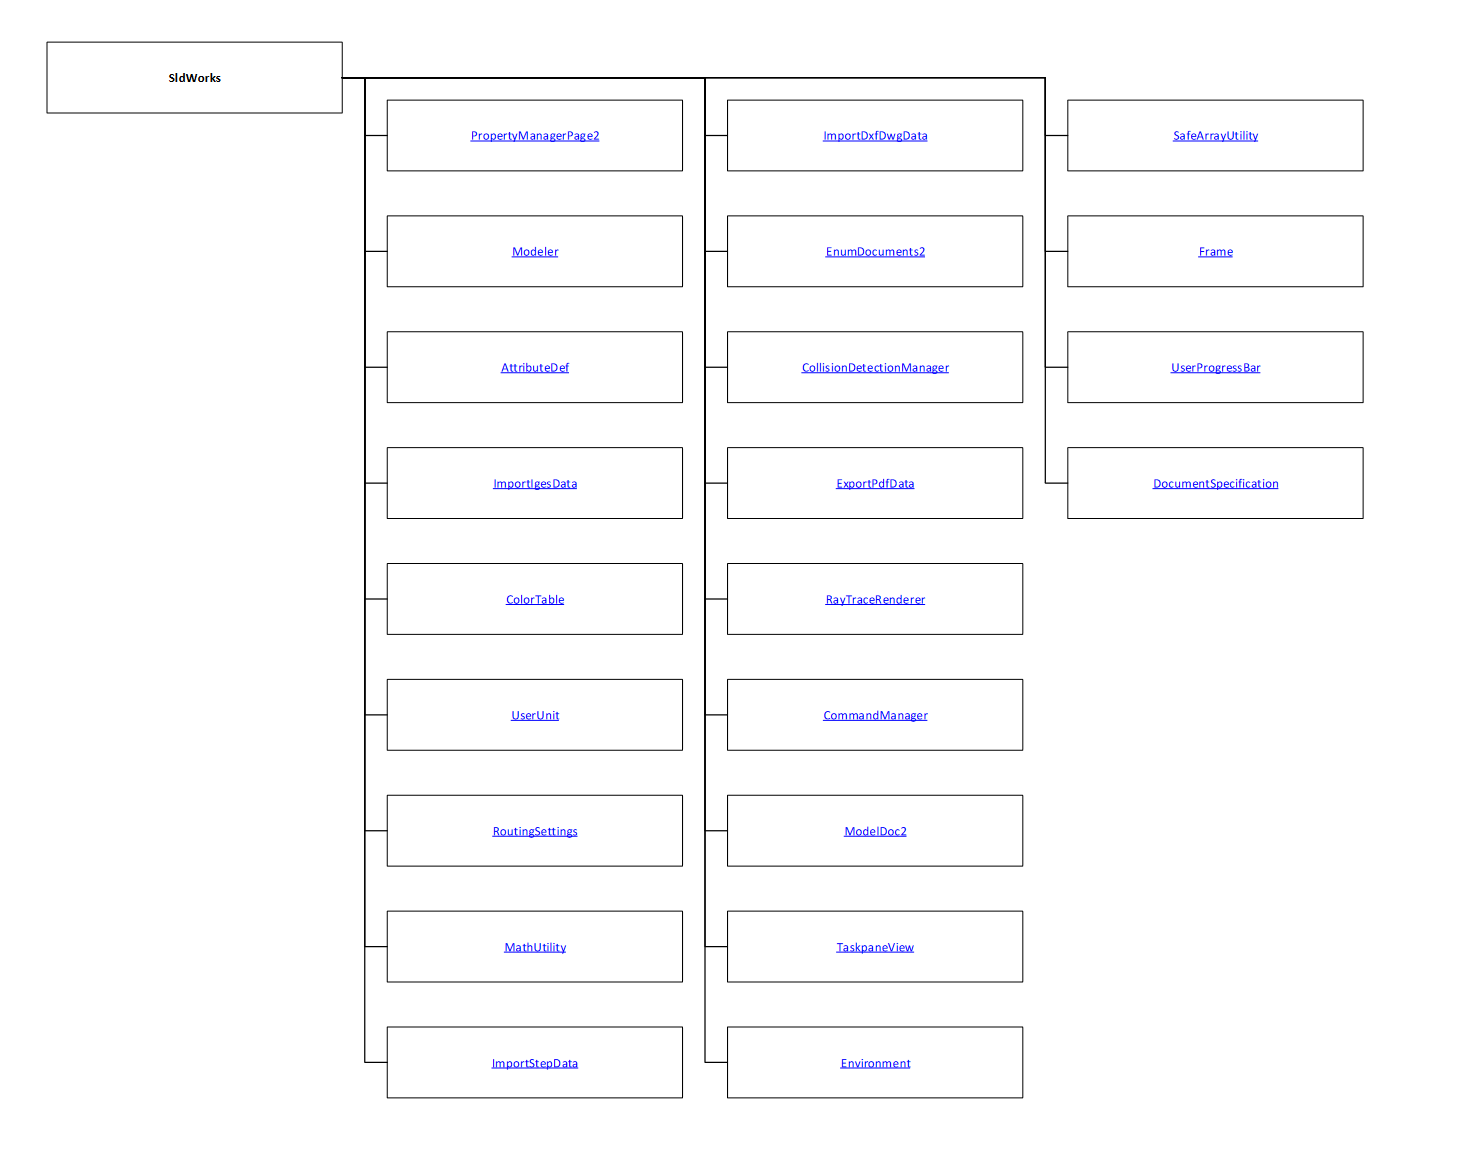 SldWorks
PropertyManagerPage2
Modeler
AttributeDef
ImportIgesData
ColorTable
UserUnit
RoutingSettings
MathUtility
ImportStepData
ImportDxfDwgData
EnumDocuments2
CollisionDetectionManager
ExportPdfData
RayTraceRenderer
CommandManager
ModelDoc2
TaskpaneView
Environment
SafeArrayUtility
Frame
UserProgressBar
DocumentSpecification